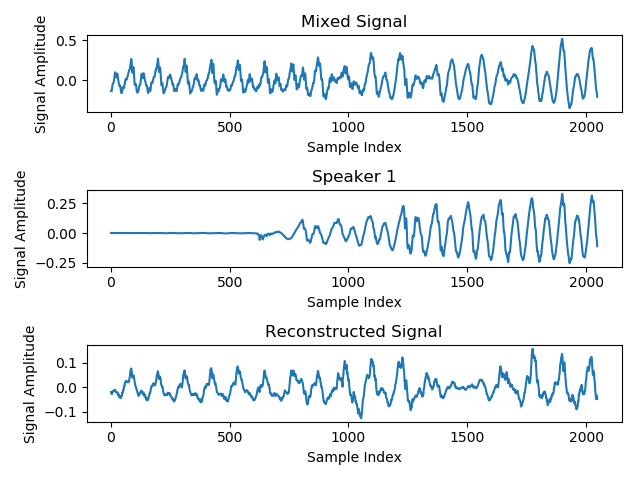 Mixed Signal
Signal Amplitude
0.5
0.0
0 500 1000 1500 2000
Sample Index
Speaker 1
Signal Amplitude
0.25
0.00
−0.25
0 500 1000 1500 2000
Sample Index
Reconstructed Signal
Signal Amplitude
0.1
0.0
−0.1
0 500 1000 1500 2000
Sample Index